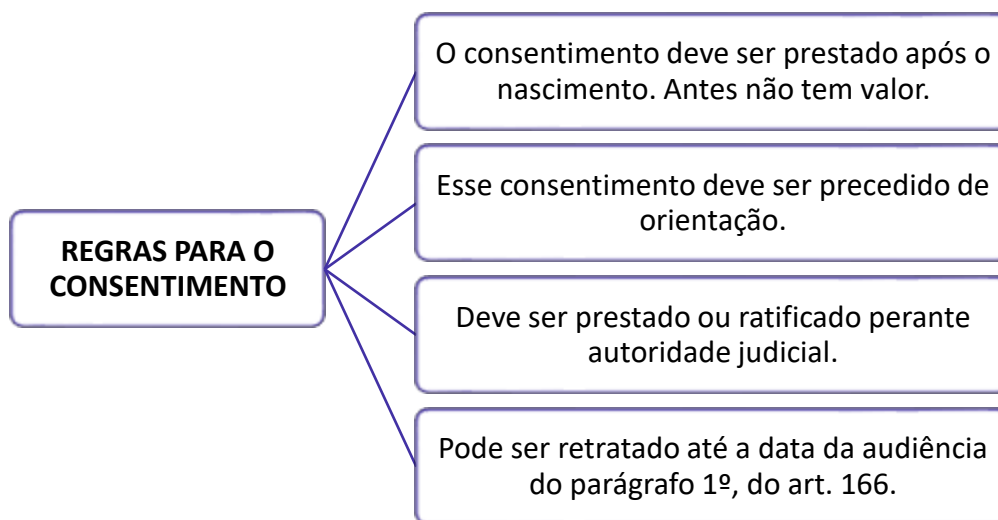 REGRAS PARA O
CONSENTIMENTO
O consentimento deve ser prestado após o
nascimento. Antes não tem valor.
Esse consentimento deve ser precedido de
orientação.
Deve ser prestado ou ratificado perante
autoridade judicial.
Pode ser retratado até a data da audiência
do parágrafo 1º, do art. 166.